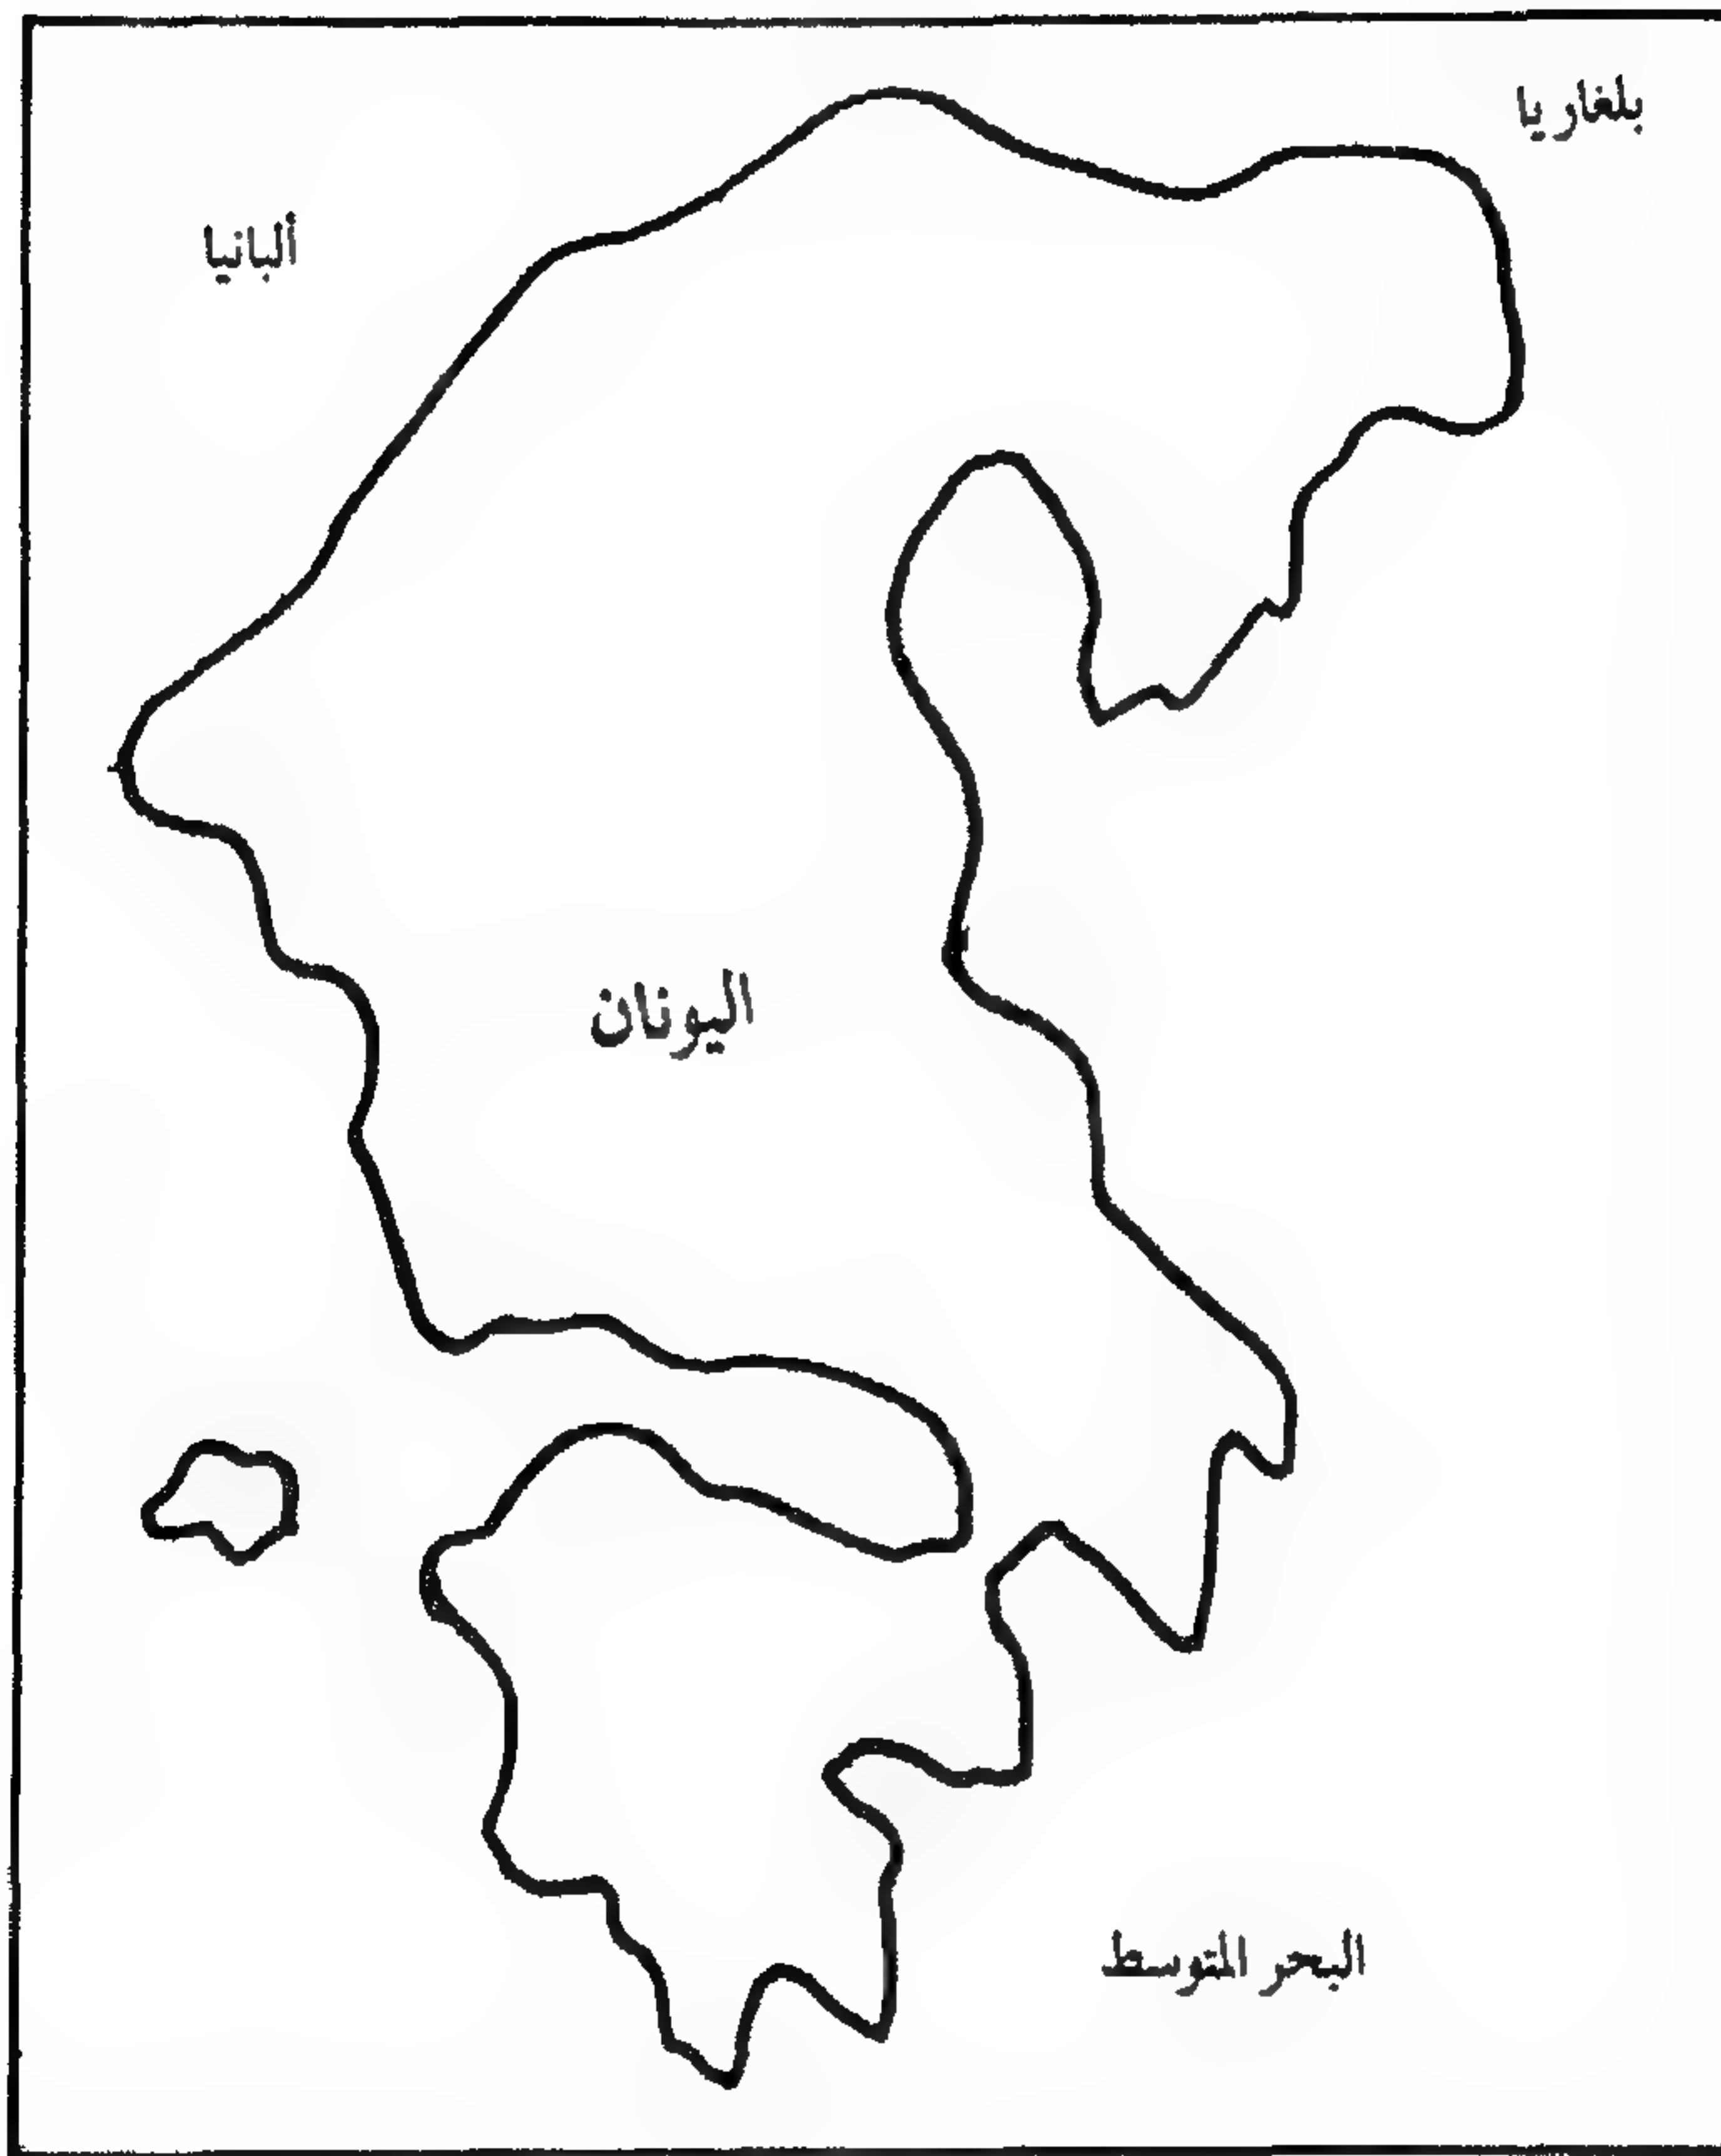 بلغاريا
ألبانيا
اليونان
البحر المتوسط